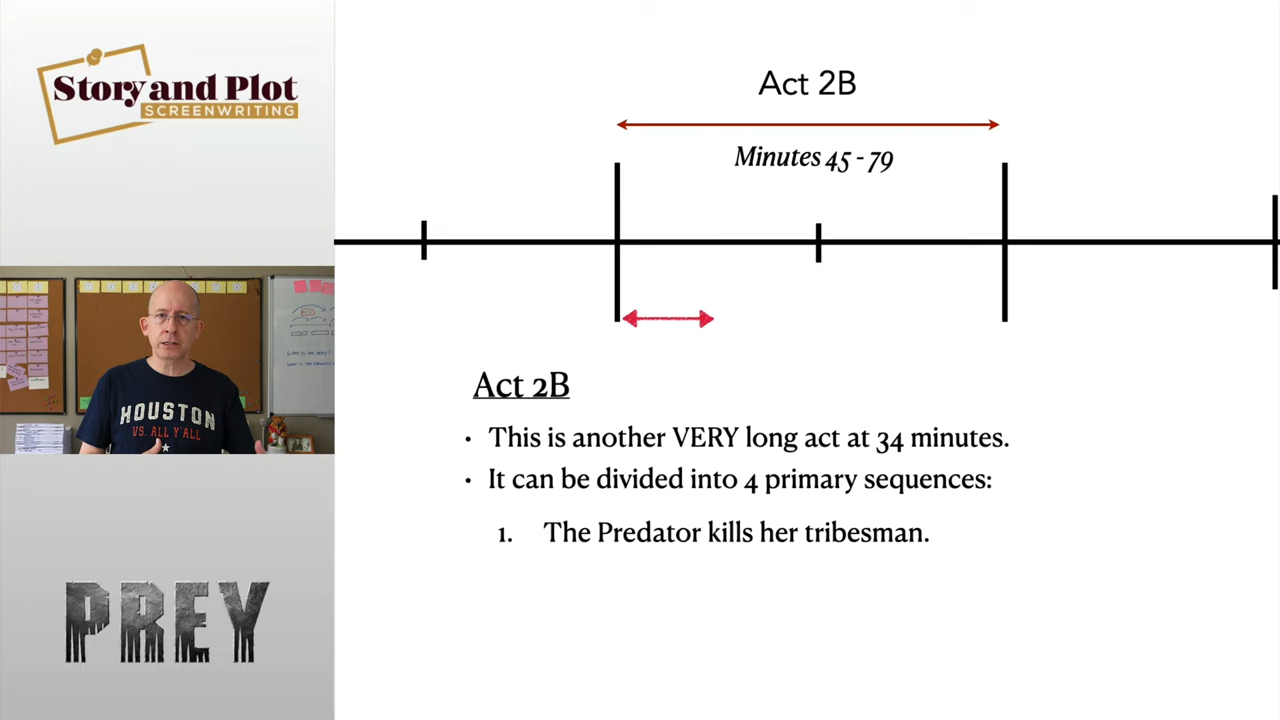 Story and Plot
SCREENWRITING
HOUSTON
VS. ALL Y'ALL
PREY
Act 2B
Minutes 45 - 79
Act 2B
• This is another VERY long act at 34 minutes.
• It can be divided into 4 primary sequences:
1. The Predator kills her tribesman.